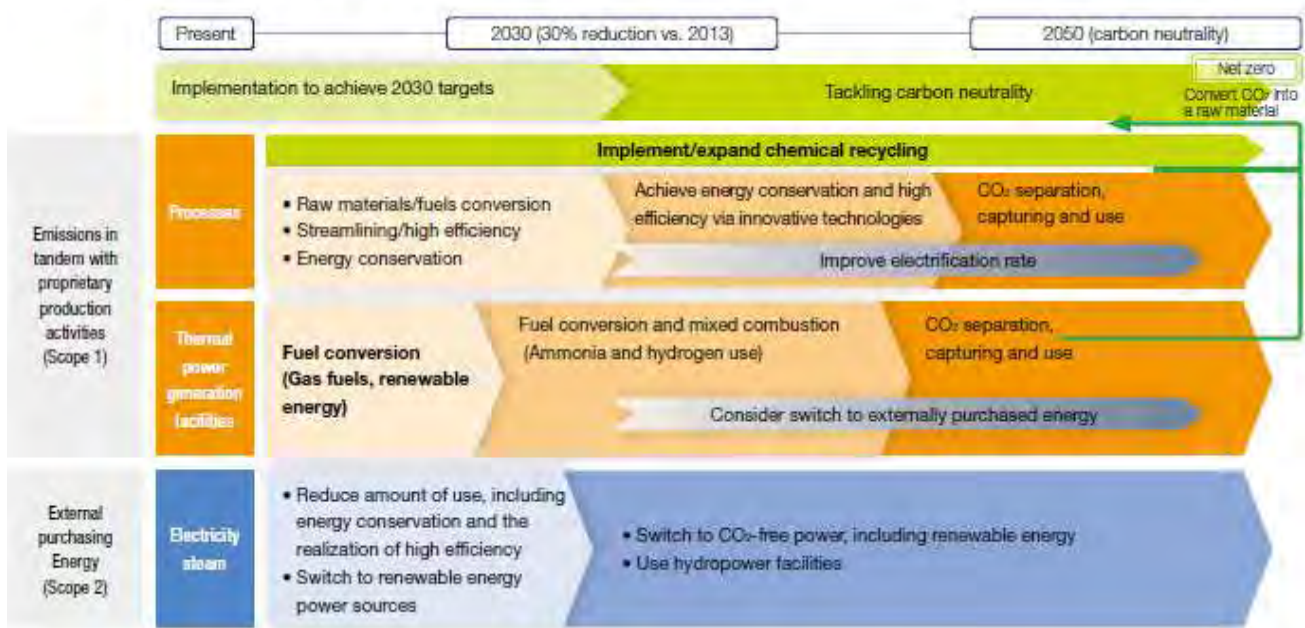 Present
2030 (30% reduction vs. 2013)
2050 (carbon neutrality)
Implementation to achieve 2030 targets
Tackling carbon neutrality
Net zero
Convert CO₂ into
a raw material
Implement/expand chemical recycling
Emissions in
tandem with
proprietary
production
activities
(Scope 1)
Processes
• Raw materials/fuels conversion
• Streamlining/high efficiency
• Energy conservation
Achieve energy conservation and high
efficiency via innovative technologies
CO₂ separation,
capturing and use
Improve electrification rate
Thermal
power
generation
facilities
Fuel conversion
(Gas fuels, renewable
energy)
Fuel conversion and mixed combustion
(Ammonia and hydrogen use)
CO₂ separation,
capturing and use
Consider switch to externally purchased energy
External
purchasing
Energy
(Scope 2)
Electricity
steam
• Reduce amount of use, including
energy conservation and the
realization of high efficiency
• Switch to renewable energy
power sources
• Switch to CO₂-free power, including renewable energy
• Use hydropower facilities